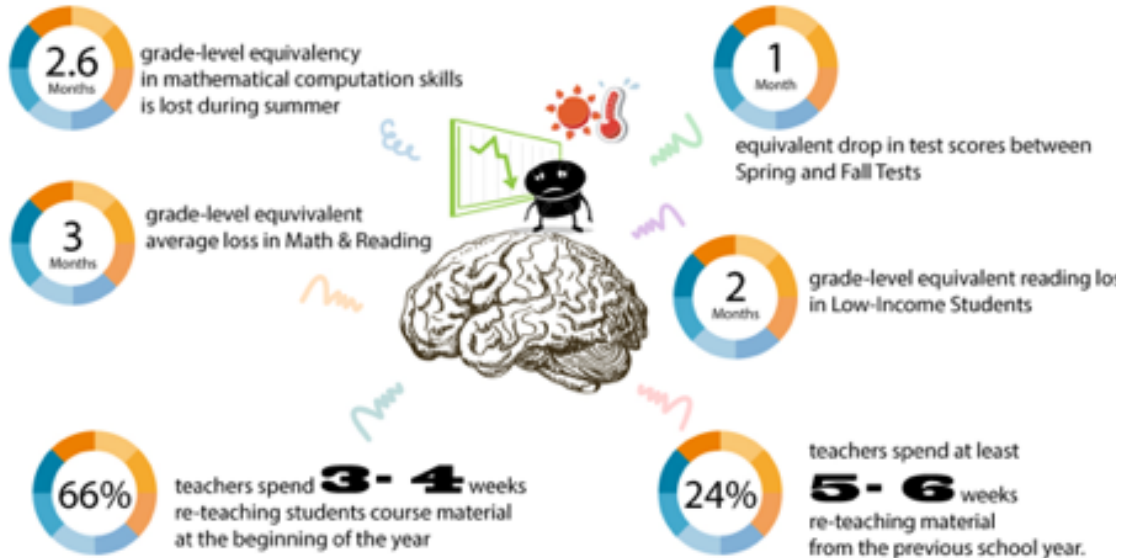 2.6
Months
grade-level equivalency
in mathematical computation skills
is lost during summer
1
Month
equivalent drop in test scores between
Spring and Fall Tests
3
Months
grade-level equvivalent
average loss in Math & Reading
2
Months
grade-level equivalent reading los
in Low-Income Students
66%
teachers spend 3- 4 weeks
re-teaching students course material
at the beginning of the year
24%
teachers spend at least
5- 6 weeks
re-teaching material
from the previous school year.